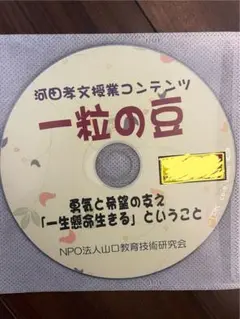 河田孝文授業コンテンツ
一粒の豆
勇気と希望の支え
「一生懸命生きる」ということ
NPO法人山口教育技術研究会